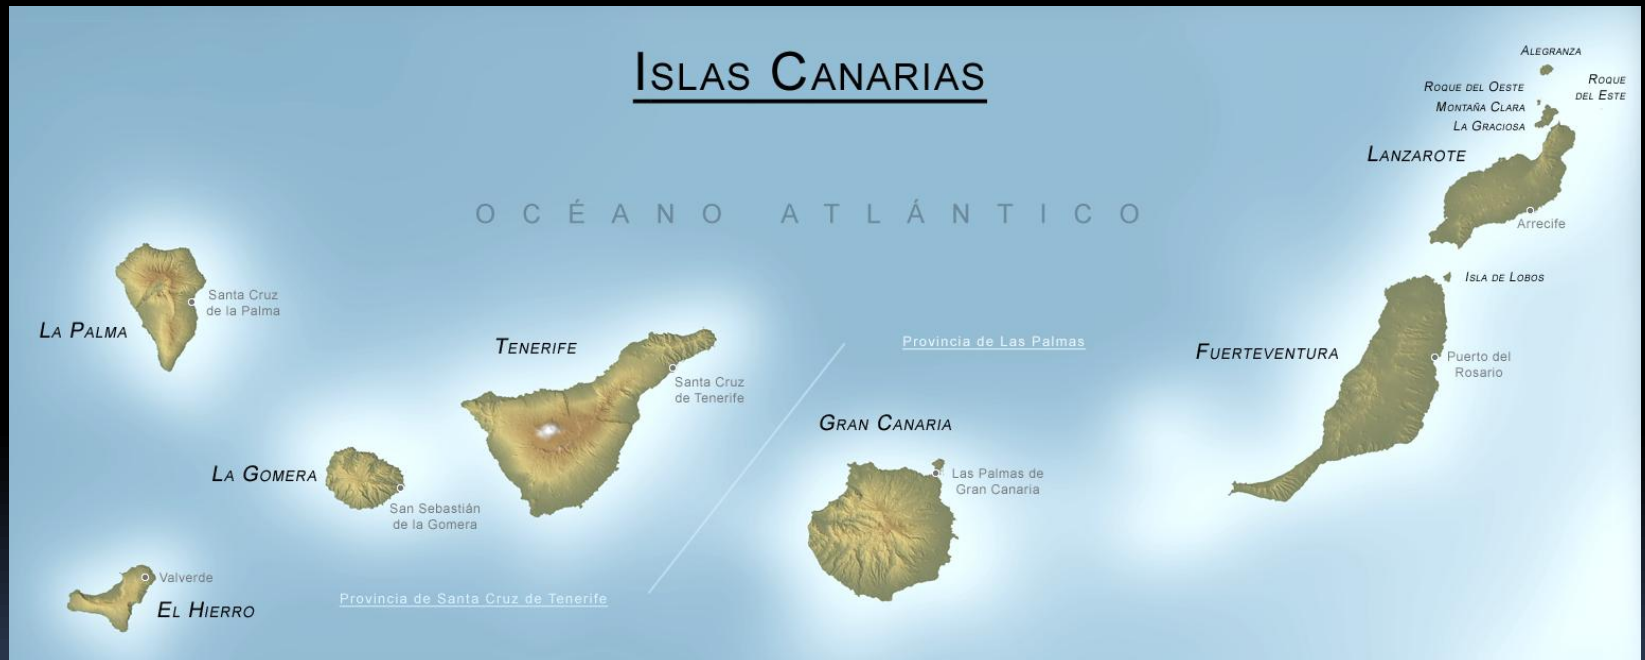 ISLAS CANARIAS
ALEGRANZA
ROQUE
DEL ESTE
ROQUE DEL OESTE
MONTAÑA CLARA
LA GRACIOSA
LANZAROTE
OCÉANO ATLÁNTICO
Arrecife
ISLA DE LOBOS
Santa Cruz
de la Palma
LA PALMA
TENERIFE
Provincia de Las Palmas
FUERTEVENTURA
Puerto del
Rosario
Santa Cruz
de Tenerife
GRAN CANARIA
LA GOMERA
Las Palmas de
Gran Canaria
San Sebastián
de la Gomera
Valverde
EL HIERRO
Provincia de Santa Cruz de Tenerife